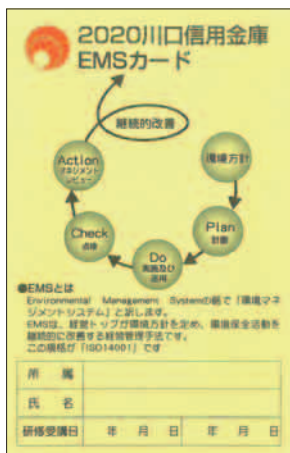 2020川口信用金庫
EMSカード
継続的改善
Action
マネジメント
レビュー
環境方針
Check
点検
Plan
計画
Do
実施及び
運用
●EMSとは
Environmental Management Systemの略で「環境マ
ネジメントシステム」と訳します。
EMSは、経営トップが環境方針を定め、環境保全活動を
継続的に改善する経営管理手法です。
この規格が「ISO14001」です
所 属
氏 名
研修受講日 年 月 日 年 月 日